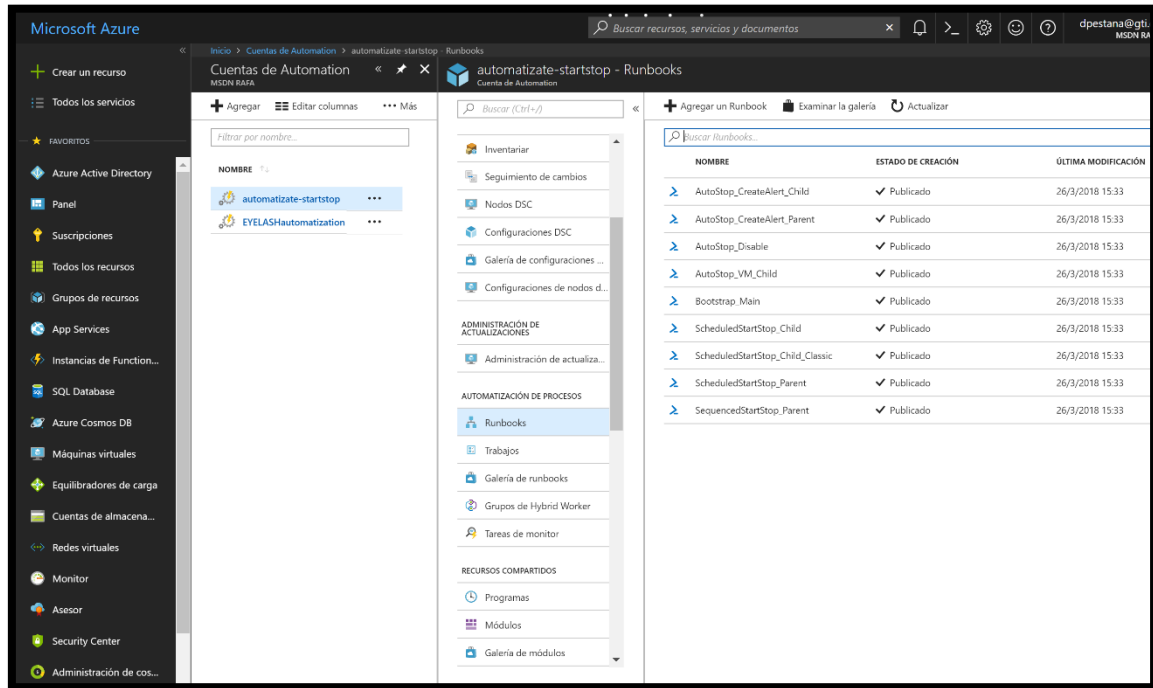 Microsoft Azure
Buscar recursos, servicios y documentos
dpestana@gti.
MSDN RA
Crear un recurso
Todos los servicios
FAVORITOS
Azure Active Directory
Panel
Suscripciones
Todos los recursos
Grupos de recursos
App Services
Instancias de Function...
SQL Database
Azure Cosmos DB
Máquinas virtuales
Equilibradores de carga
Cuentas de almacena...
Redes virtuales
Monitor
Asesor
Security Center
Administración de cos...
Inicio > Cuentas de Automation > automatizate-startstop - Runbooks
Cuentas de Automation
MSDN RAFA
Agregar Editar columnas Más
Filtrar por nombre...
NOMBRE
automatizate-startstop
EYELASHautomatization
automatizate-startstop - Runbooks
Cuenta de Automation
Buscar (Ctrl+/)
Inventariar
Seguimiento de cambios
Nodos DSC
Configuraciones DSC
Galería de configuraciones ...
Configuraciones de nodos d...
ADMINISTRACIÓN DE
ACTUALIZACIONES
Administración de actualiza...
AUTOMATIZACIÓN DE PROCESOS
Runbooks
Trabajos
Galería de runbooks
Grupos de Hybrid Worker
Tareas de monitor
RECURSOS COMPARTIDOS
Programas
Módulos
Galería de módulos
Agregar un Runbook Examinar la galería Actualizar
Buscar Runbooks...
NOMBRE ESTADO DE CREACIÓN ÚLTIMA MODIFICACIÓN
AutoStop_CreateAlert_Child Publicado 26/3/2018 15:33
AutoStop_CreateAlert_Parent Publicado 26/3/2018 15:33
AutoStop_Disable Publicado 26/3/2018 15:33
AutoStop_VM_Child Publicado 26/3/2018 15:33
Bootstrap_Main Publicado 26/3/2018 15:33
ScheduledStartStop_Child Publicado 26/3/2018 15:33
ScheduledStartStop_Child_Classic Publicado 26/3/2018 15:33
ScheduledStartStop_Parent Publicado 26/3/2018 15:33
SequencedStartStop_Parent Publicado 26/3/2018 15:33